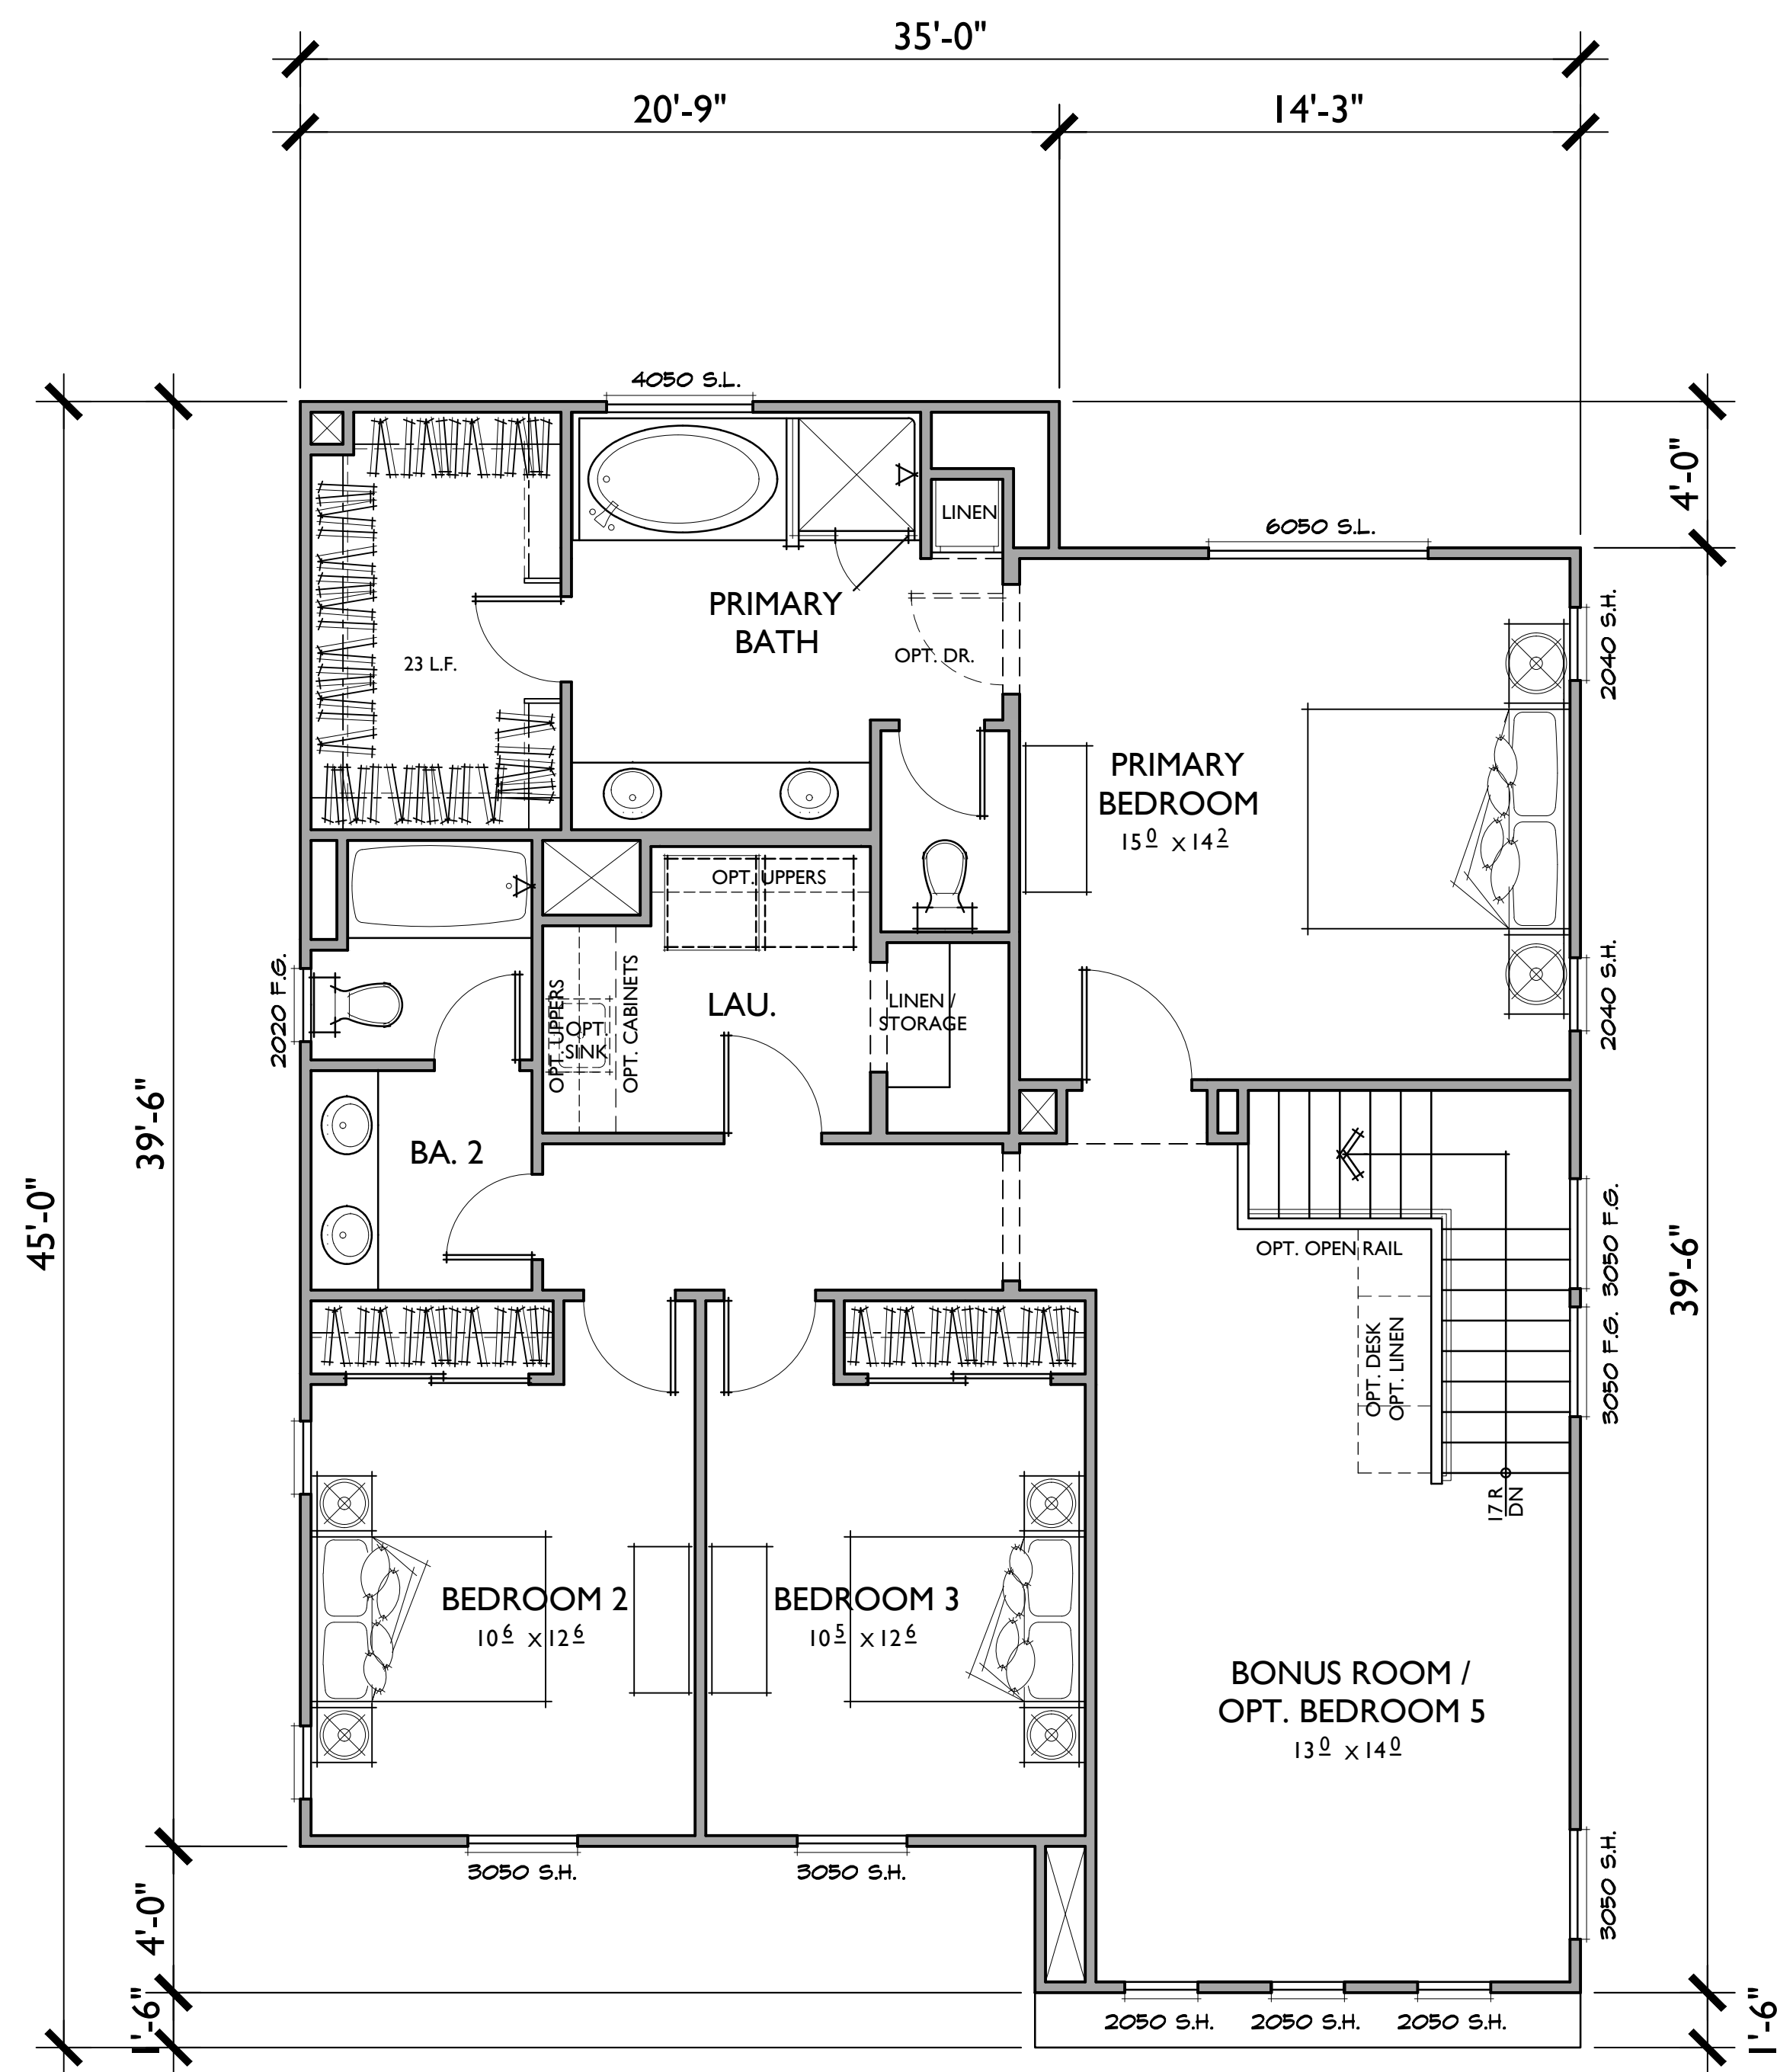 35'-0"
20'-9"
14'-3"
4050 S.L.
4'-0"
LINEN
6050 S.L.
PRIMARY
BATH
2040 S.H.
OPT. DR.
23 L.F.
PRIMARY
BEDROOM
15 0 X 14 2
OPT. UPPERS
2020 F.G.
OPT. UPPERS
OPT.
SINK
OPT. CABINETS
LAU.
LINEN /
STORAGE
2040 S.H.
39'-6"
45'-0"
BA. 2
OPT. OPEN RAIL
3050 F.G.
3050 F.G.
39'-6"
OPT. DESK
OPT. LINEN
17 R
DN
BEDROOM 2
10 6 X 12 6
BEDROOM 3
10 5 X 12 6
BONUS ROOM /
OPT. BEDROOM 5
13 0 X 14 0
3050 S.H.
3050 S.H.
3050 S.H.
4'-0"
1'-6"
2050 S.H.
2050 S.H.
2050 S.H.
1'-6"